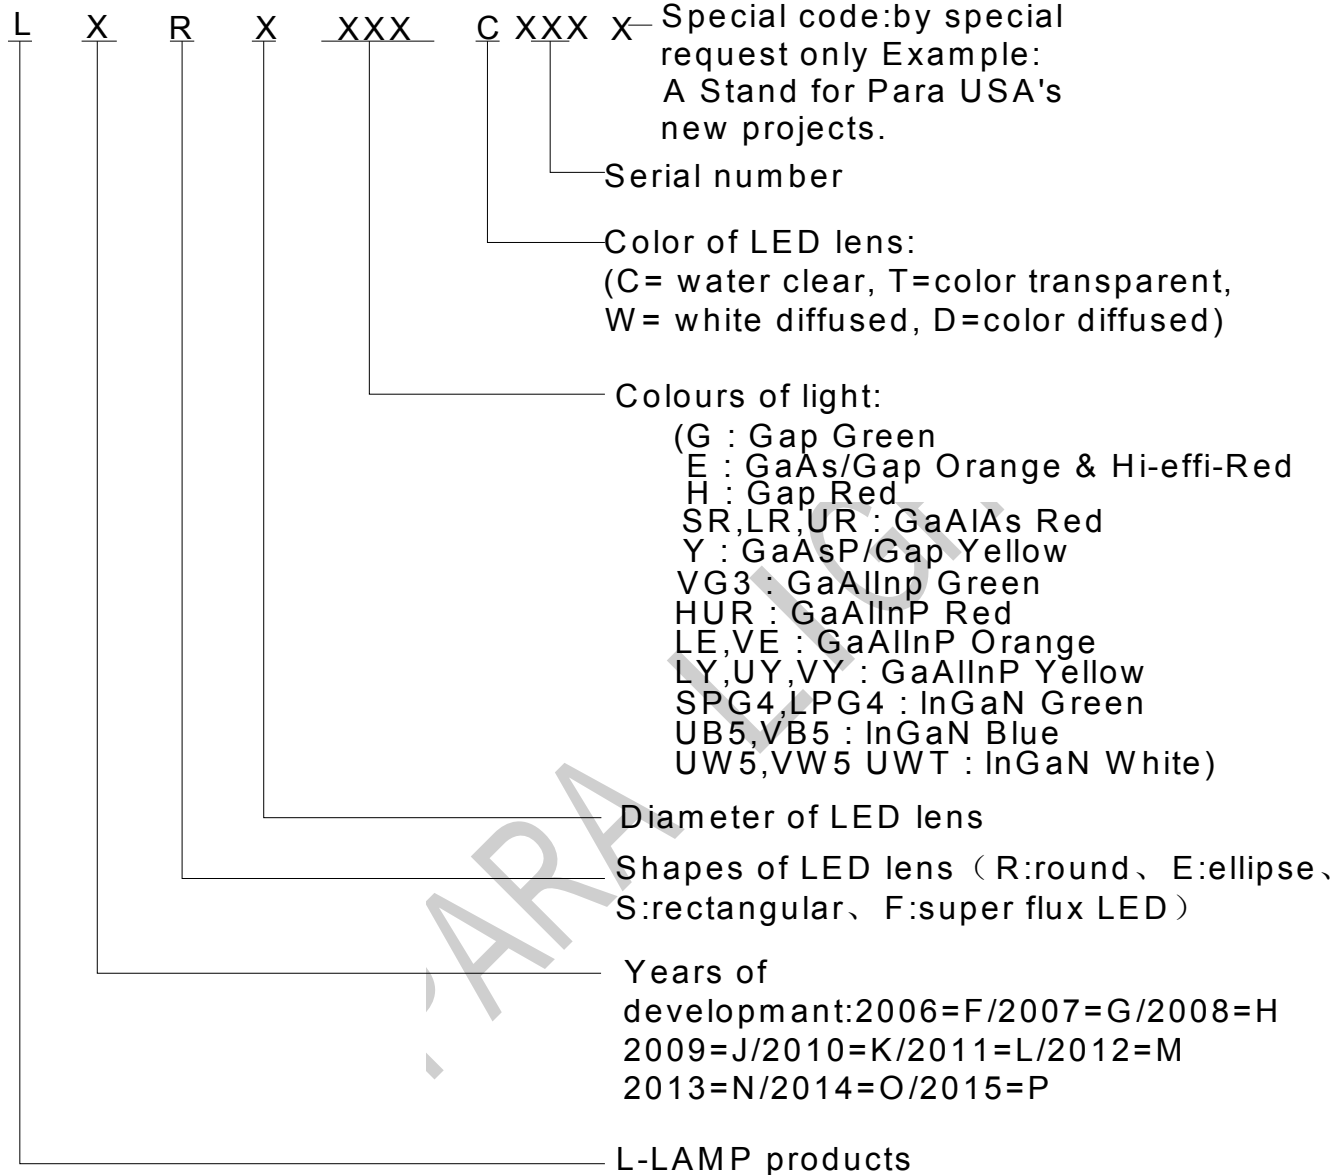 L X R X XXX C XXX X
Special code:by special
request only Example:
A Stand for Para USA's
new projects.
Serial number
Color of LED lens:
(C= water clear, T=color transparent,
W= white diffused, D=color diffused)
Colours of light:
(G : Gap Green
E : GaAs/Gap Orange & Hi-effi-Red
H : Gap Red
SR,LR,UR : GaAlAs Red
Y : GaAsP/Gap Yellow
VG3 : GaAllnp Green
HUR : GaAllnP Red
LE,VE : GaAllnP Orange
LY,UY,VY : GaAllnP Yellow
SPG4,LPG4 : InGaN Green
UB5,VB5 : InGaN Blue
UW5,VW5 UWT : InGaN White)
Diameter of LED lens
Shapes of LED lens（R:round、E:ellipse、
S:rectangular、F:super flux LED）
Years of
developmant:2006=F/2007=G/2008=H
2009=J/2010=K/2011=L/2012=M
2013=N/2014=O/2015=P
L-LAMP products